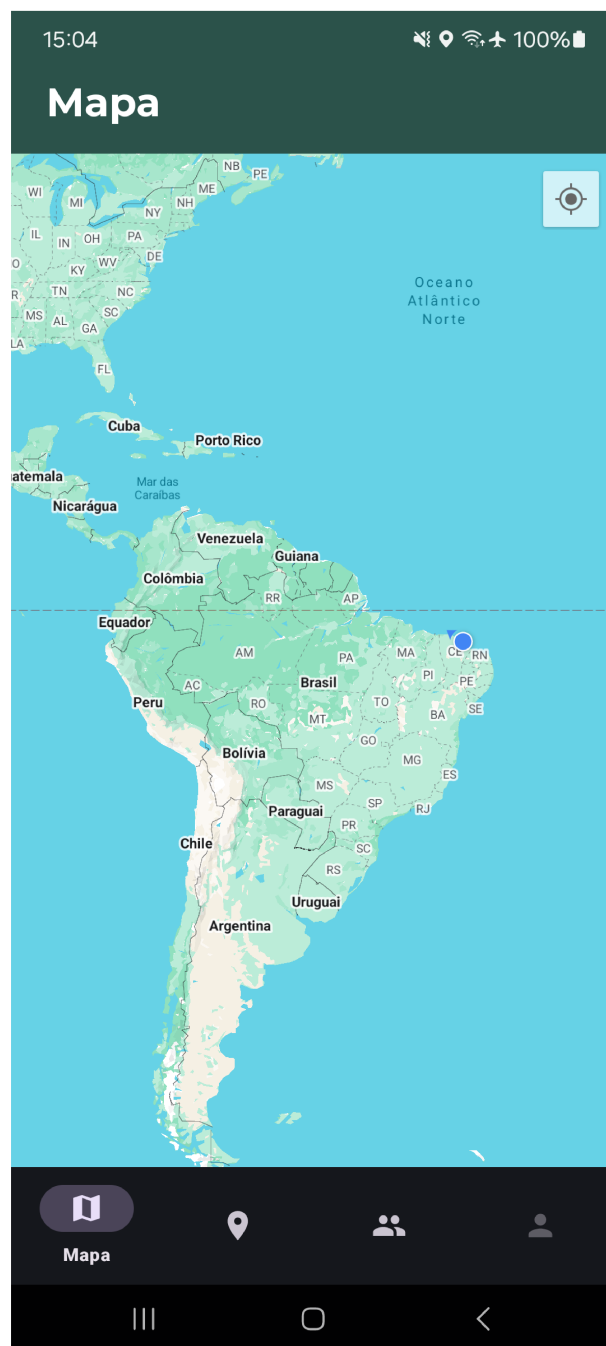 15:04
100%
Mapa
NB
PE
WI
MI
ME
NH
NY
IL
IN
OH
PA
O
KY
WV
DE
R
TN
NC
MS
AL
SC
GA
LA
FL
Oceano
Atlântico
Norte
Cuba
Porto Rico
atemala
Mar das
Caraíbas
Nicarágua
Venezuela
Guiana
Colômbia
RR
AP
Equador
AM
PA
MA
CE
RN
AC
Brasil
PI
PE
Peru
RO
TO
SE
MT
BA
GO
Bolívia
MG
ES
MS
SP
RJ
Paraguai
PR
Chile
SC
RS
Uruguai
Argentina
Mapa